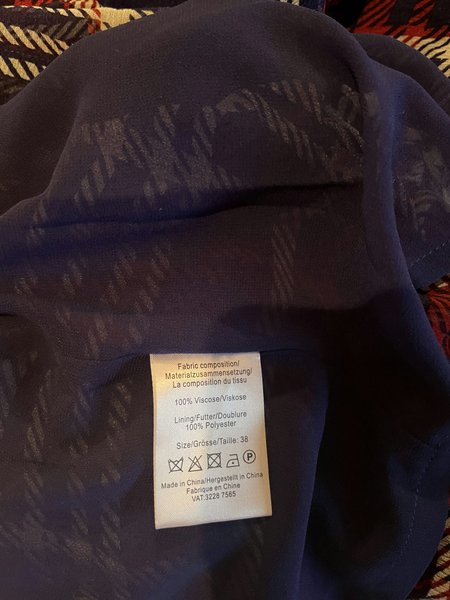 Fabric composition/
Materialzusammensetzung/
La composition du tissu
100% Viscose/Viskose
Lining/Futter/Doublure
100% Polyester
Size/Grösse/Taille: 38
P
Made in China/Hergestellt in China
Fabrique en Chine
VAT:3228 7565